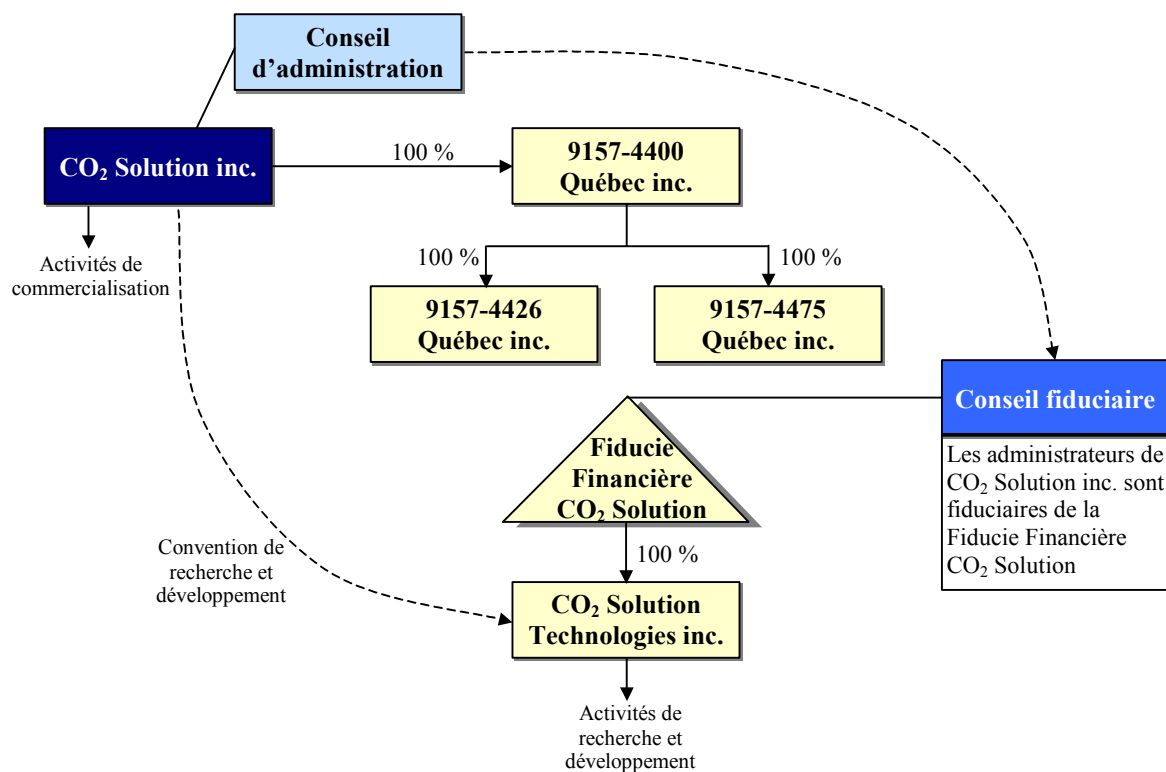 Conseil
d’administration
CO₂ Solution inc.
100 %
9157-4400
Québec inc.
Activités de
commercialisation
100 %
100 %
9157-4426
Québec inc.
9157-4475
Québec inc.
Conseil fiduciaire
Les administrateurs de
CO₂ Solution inc. sont
fiduciaires de la
Fiducie Financière
CO₂ Solution
Fiducie
Financière
CO₂ Solution
100 %
Convention de
recherche et
développement
CO₂ Solution
Technologies inc.
Activités de
recherche et
développement